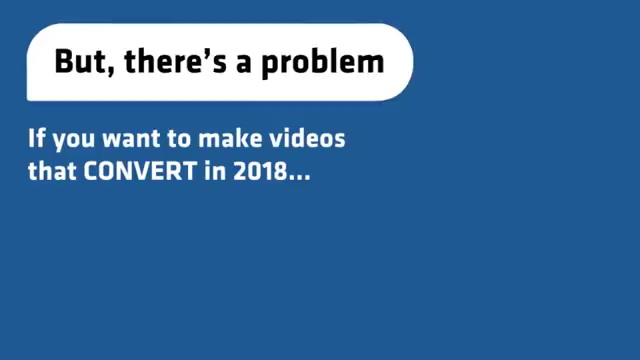 But, there’s a problem
If you want to make videos
that CONVERT in 2018...